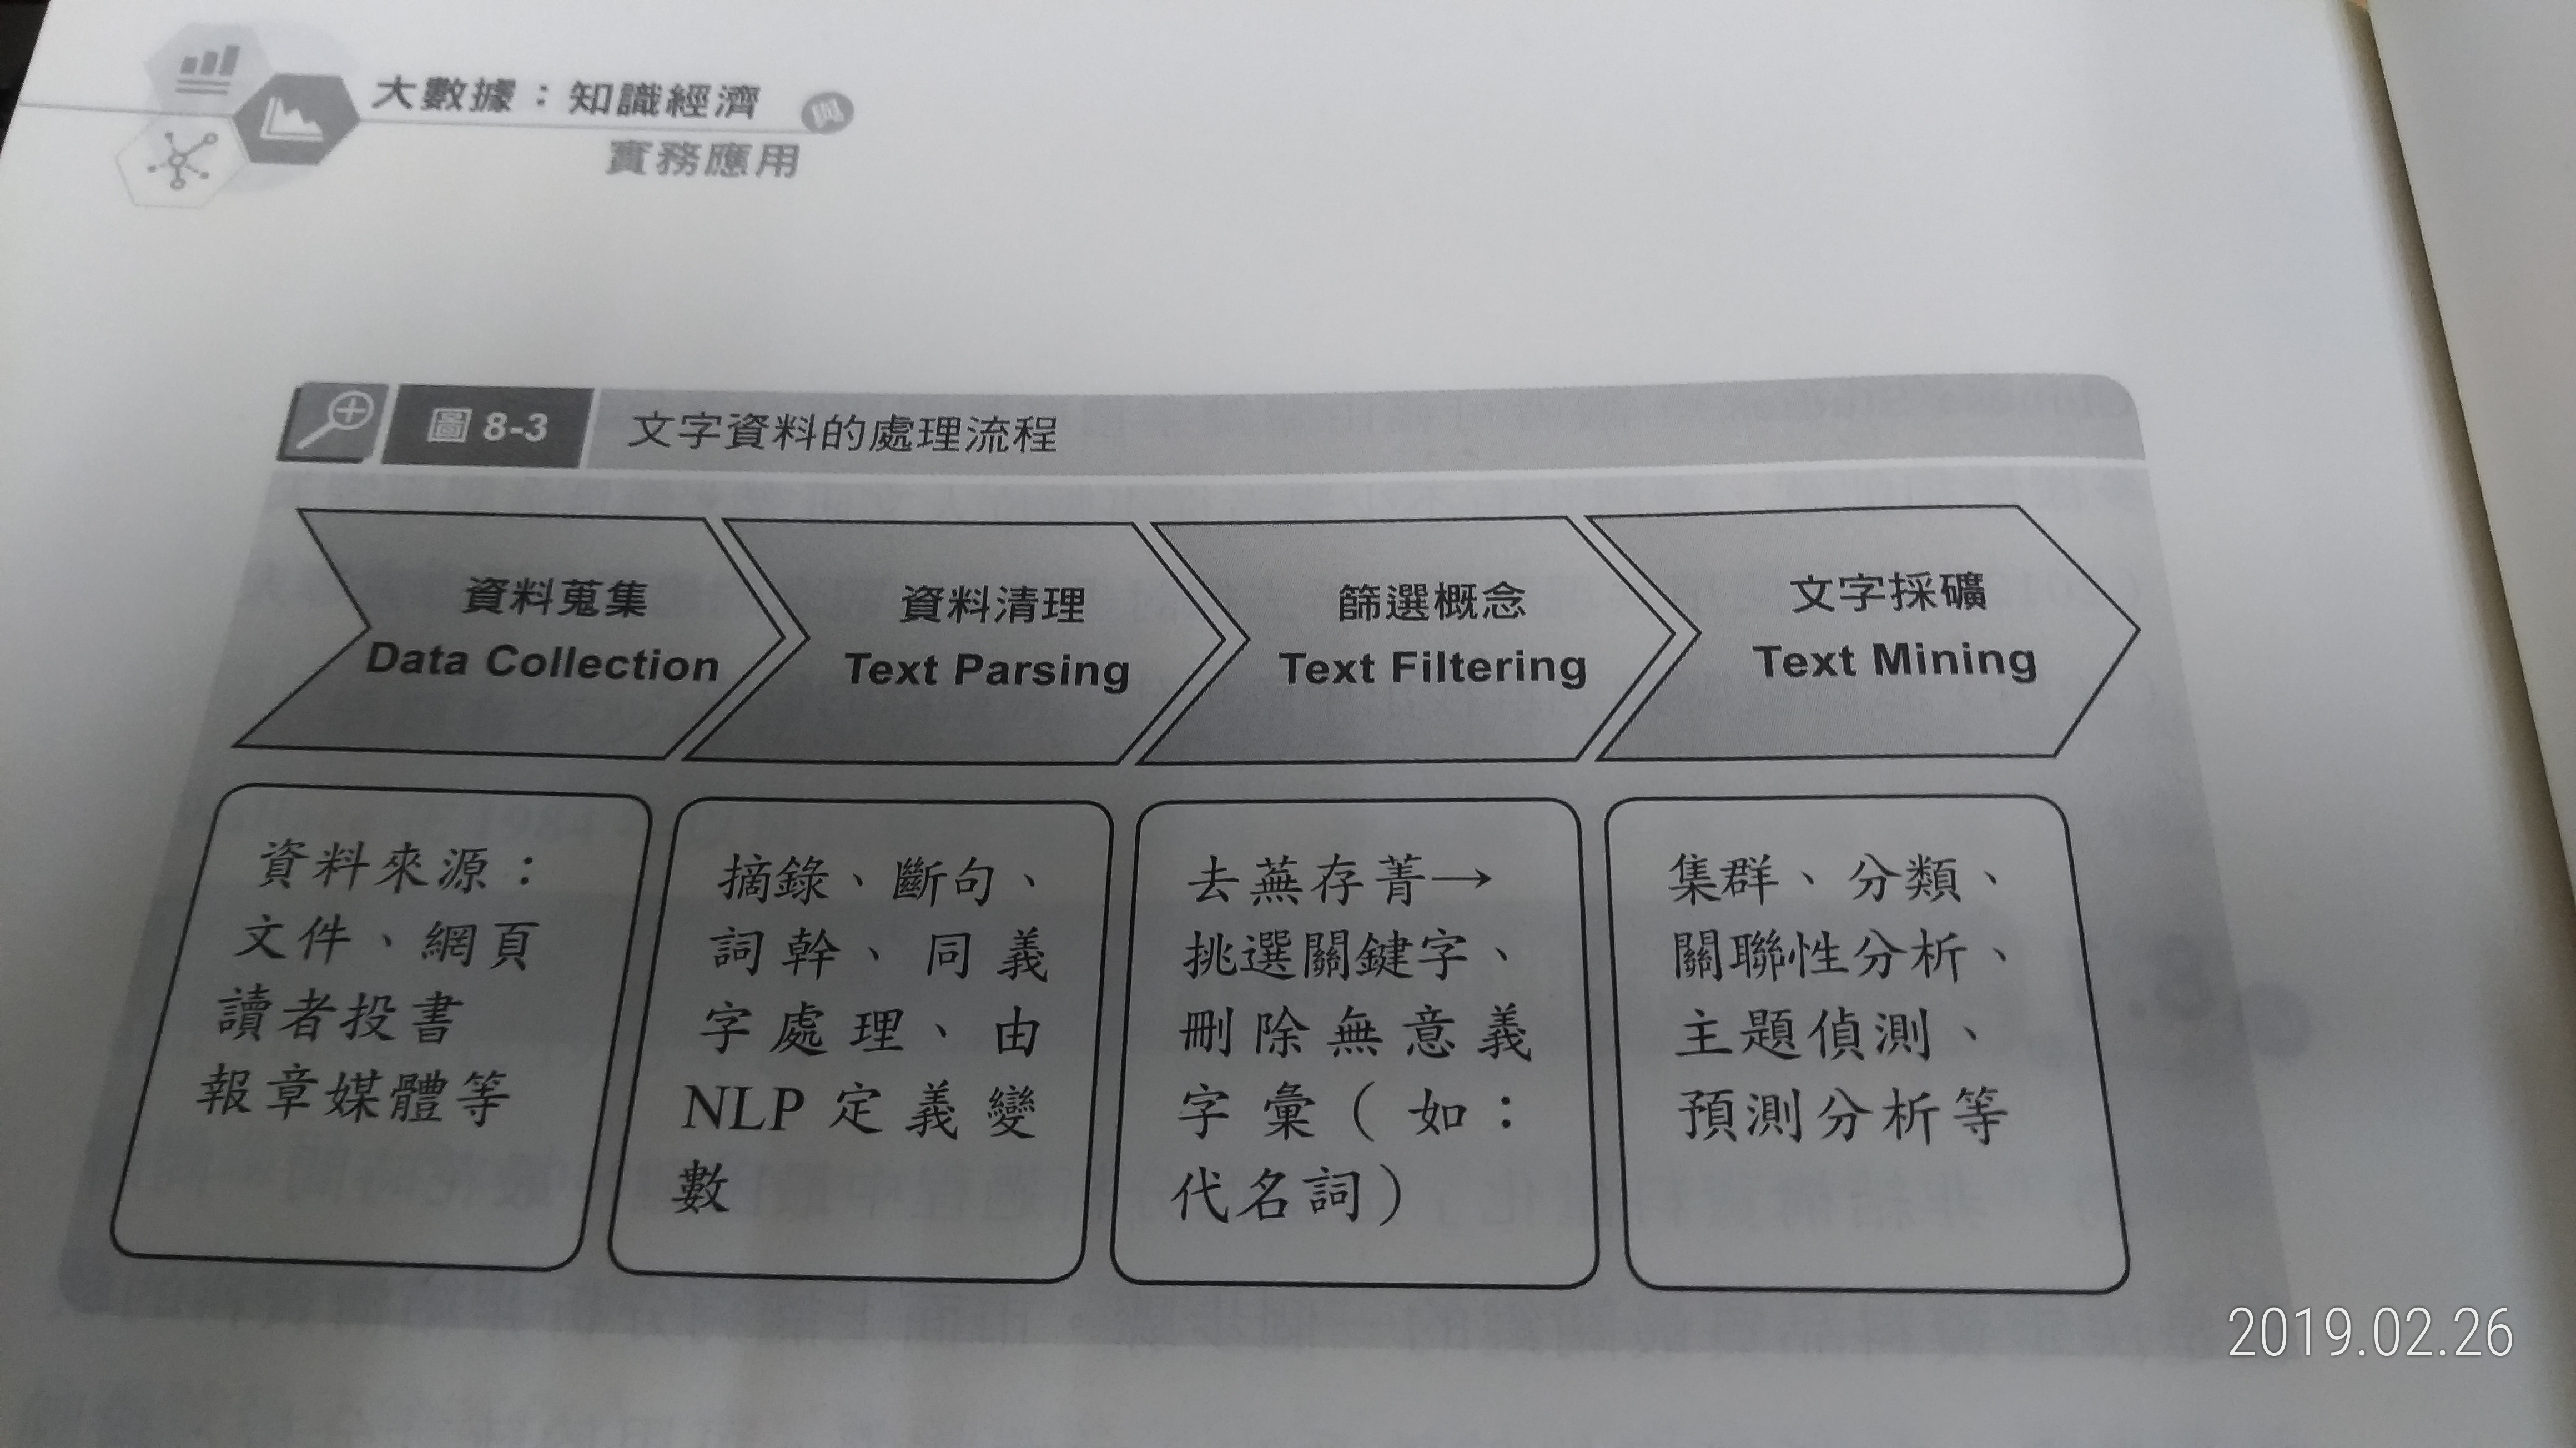 大數據：知識經濟與
實務應用
圖 8-3 文字資料的處理流程
資料蒐集
Data Collection
資料清理
Text Parsing
篩選概念
Text Filtering
文字採礦
Text Mining
資料來源：
文件、網頁
讀者投書
報章媒體等
摘錄、斷句、
詞幹、同義
字處理、由
NLP 定義變
數
去蕪存菁→
挑選關鍵字、
刪除無意義
字彙（如：
代名詞）
集群、分類、
關聯性分析、
主題偵測、
預測分析等
2019.02.26